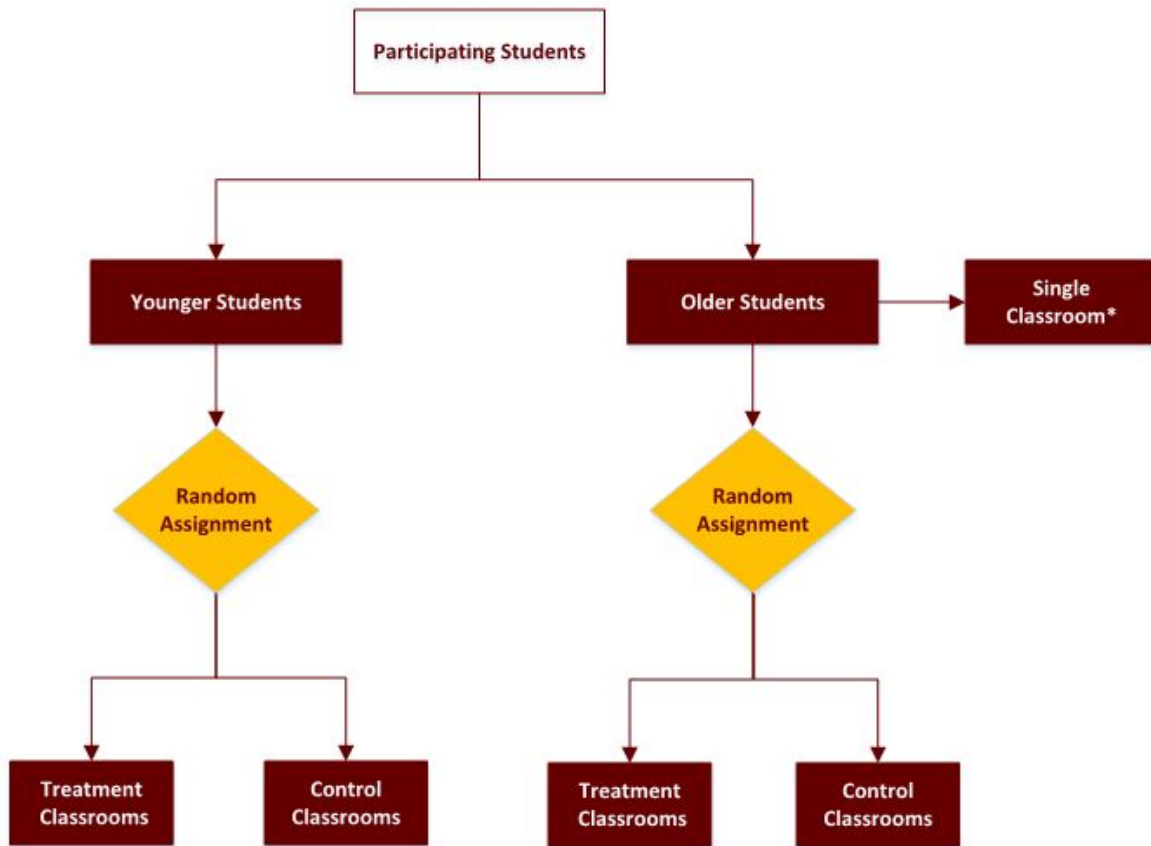 Participating Students
Younger Students
Older Students
Single
Classroom*
Random
Assignment
Random
Assignment
Treatment
Classrooms
Control
Classrooms
Treatment
Classrooms
Control
Classrooms